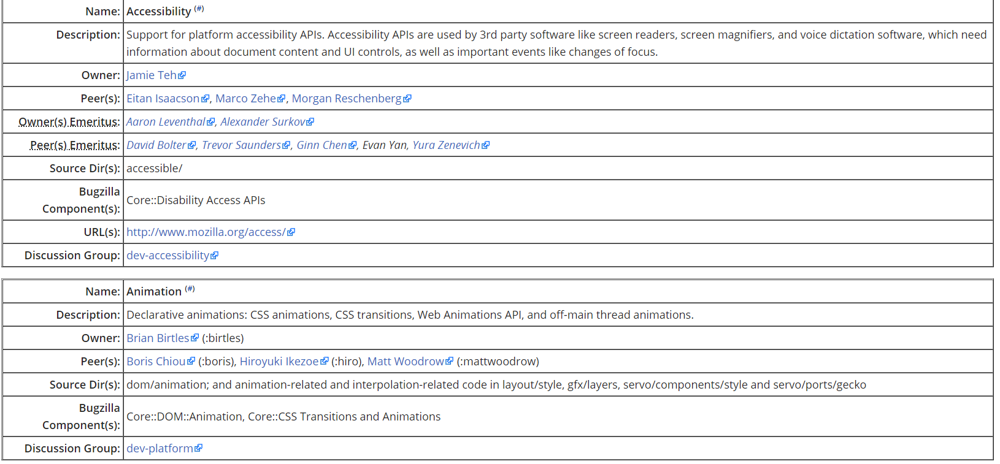 Name: Accessibility (#)
Description: Support for platform accessibility APIs. Accessibility APIs are used by 3rd party software like screen readers, screen magnifiers, and voice dictation software, which need
information about document content and UI controls, as well as important events like changes of focus.
Owner: Jamie Teh
Peer(s): Eitan Isaacson, Marco Zehe, Morgan Reschenberg
Owner(s) Emeritus: Aaron Leventhal, Alexander Surkov
Peer(s) Emeritus: David Bolter, Trevor Saunders, Ginn Chen, Evan Yan, Yura Zenevich
Source Dir(s): accessible/
Bugzilla
Component(s): Core::Disability Access APIs
URL(s): http://www.mozilla.org/access/
Discussion Group: dev-accessibility
Name: Animation (#)
Description: Declarative animations: CSS animations, CSS transitions, Web Animations API, and off-main thread animations.
Owner: Brian Birtles (:birtles)
Peer(s): Boris Chiou (:boris), Hiroyuki Ikezoe (:hiro), Matt Woodrow (:mattwoodrow)
Source Dir(s): dom/animation; and animation-related and interpolation-related code in layout/style, gfx/layers, servo/components/style and servo/ports/gecko
Bugzilla
Component(s): Core::DOM::Animation, Core::CSS Transitions and Animations
Discussion Group: dev-platform